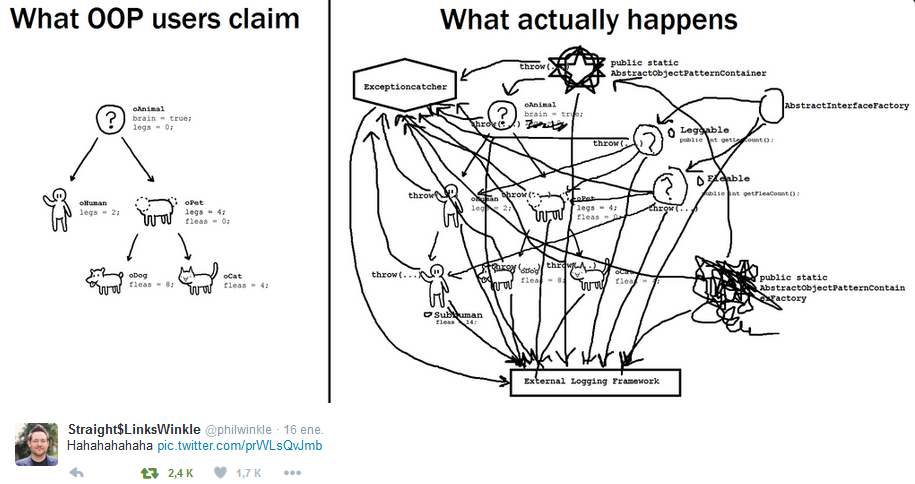 What OOP users claim
oAnimal
brain = true;
legs = 0;
oHuman
legs = 2;
oPet
legs = 4;
fleas = 0;
oDog
fleas = 8;
oCat
fleas = 4;
What actually happens
Exceptioncatcher
throw(...)
public static
AbstractObjectPatternContainer
oAnimal
brain = true;
throw(...)
AbstractInterfaceFactory
Leggable
public int getLegCount();
throw(...)
Fleable
public int getFleaCount();
throw(...)
throw
oHuman
legs = 2;
throw(...)
oPet
legs = 4;
fleas = 0;
throw(...)
SubHuman
fleas = 14;
throw(...)
oDog
fleas = 8;
throw(...)
oCat
fleas = 4;
public static
AbstractObjectPatternContain
erFactory
External Logging Framework
Straight$LinksWinkle @philwinkle · 16 ene.
Hahahahahaha pic.twitter.com/prWLsQvJmb
2,4 K 1,7 K